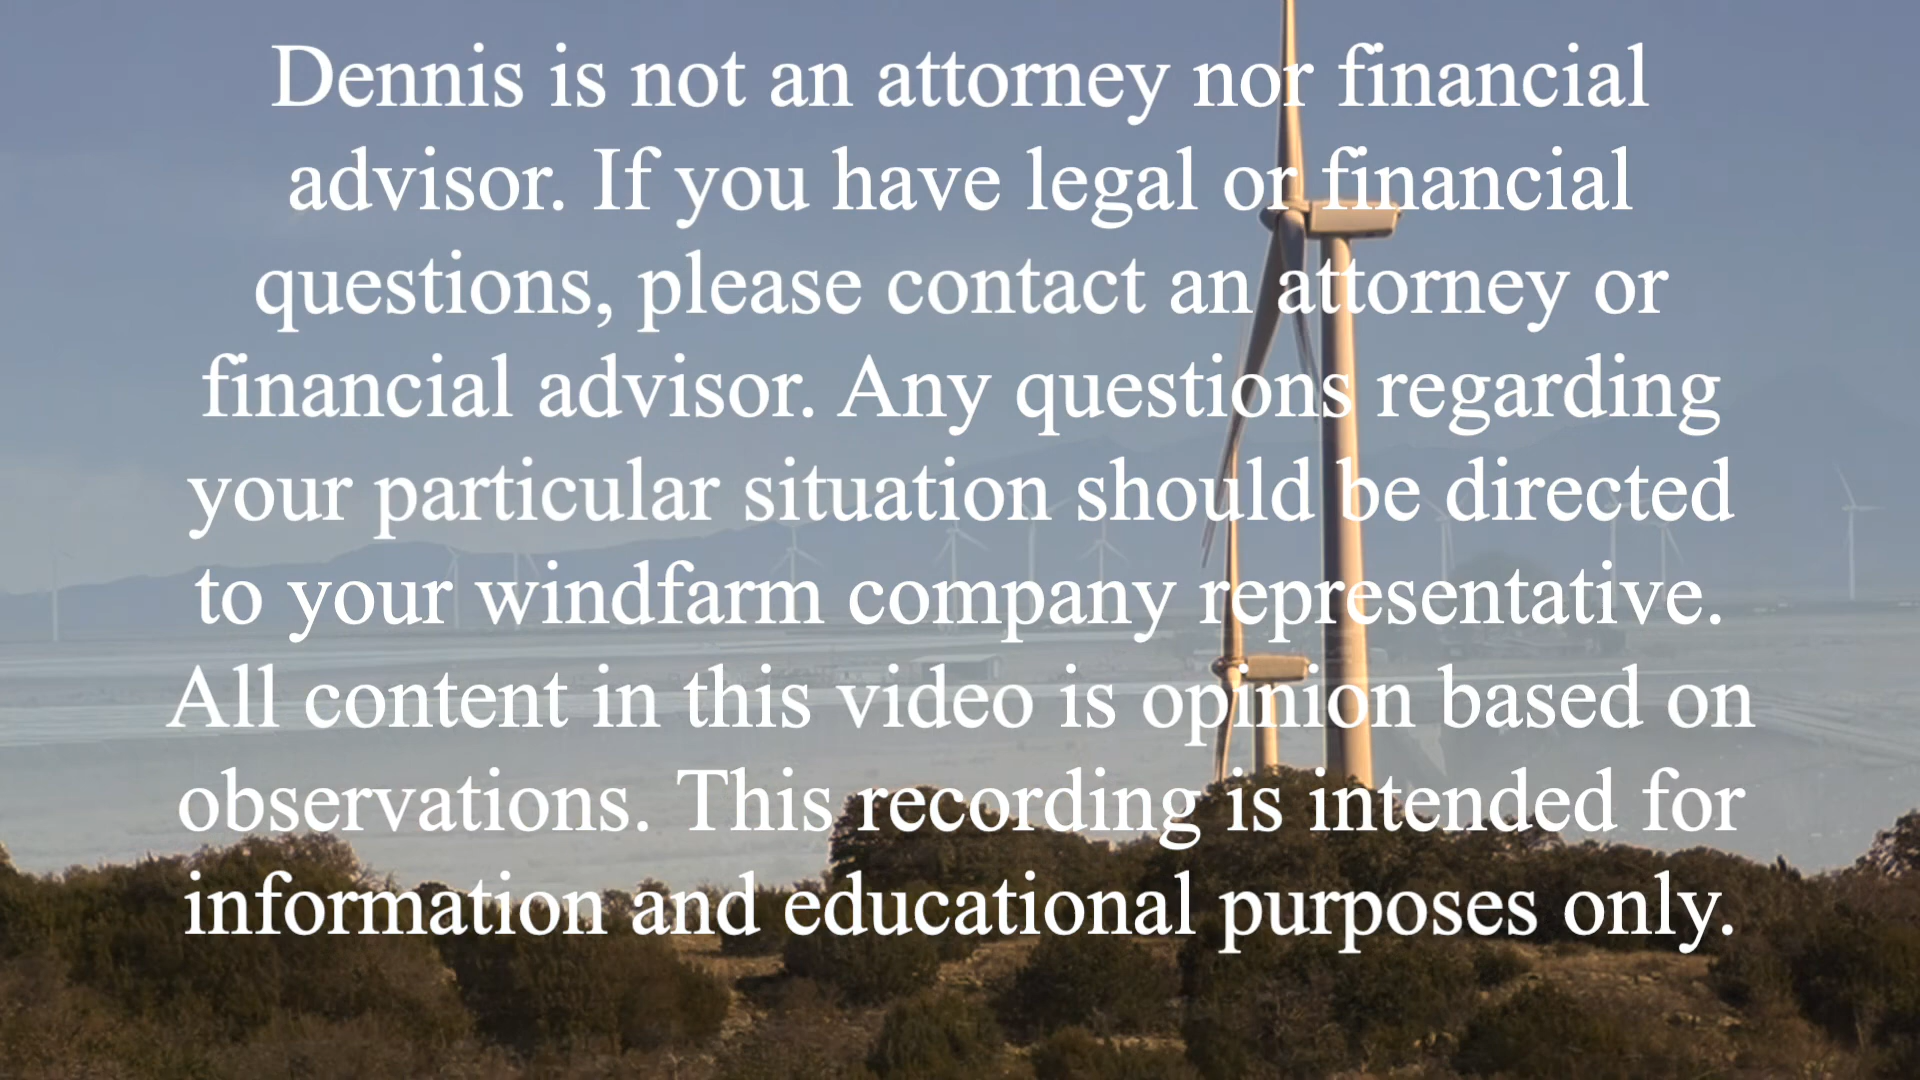 Dennis is not an attorney nor financial
advisor. If you have legal or financial
questions, please contact an attorney or
financial advisor. Any questions regarding
your particular situation should be directed
to your windfarm company representative.
All content in this video is opinion based on
observations. This recording is intended for
information and educational purposes only.